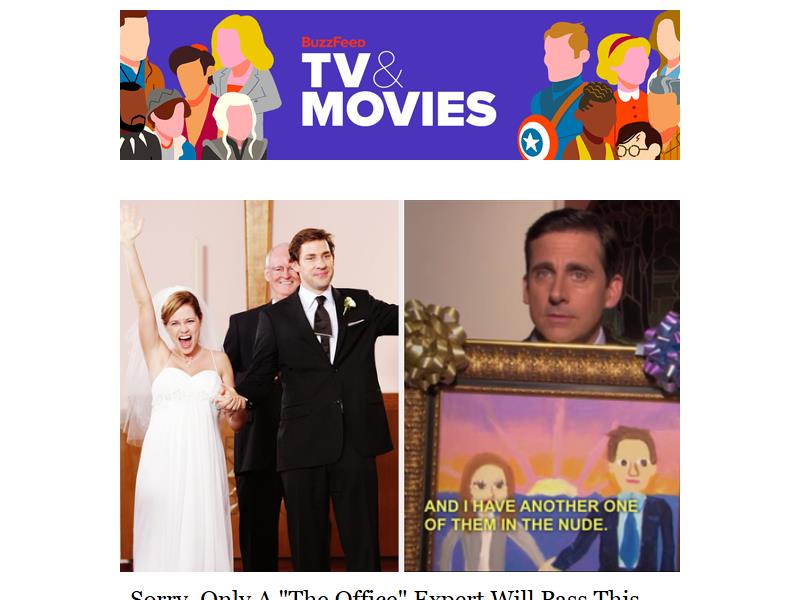 BuzzFeed
TV&
MOVIES
AND I HAVE ANOTHER ONE
OF THEM IN THE NUDE.
Sorry, Only A "The Office" Expert Will Pass This